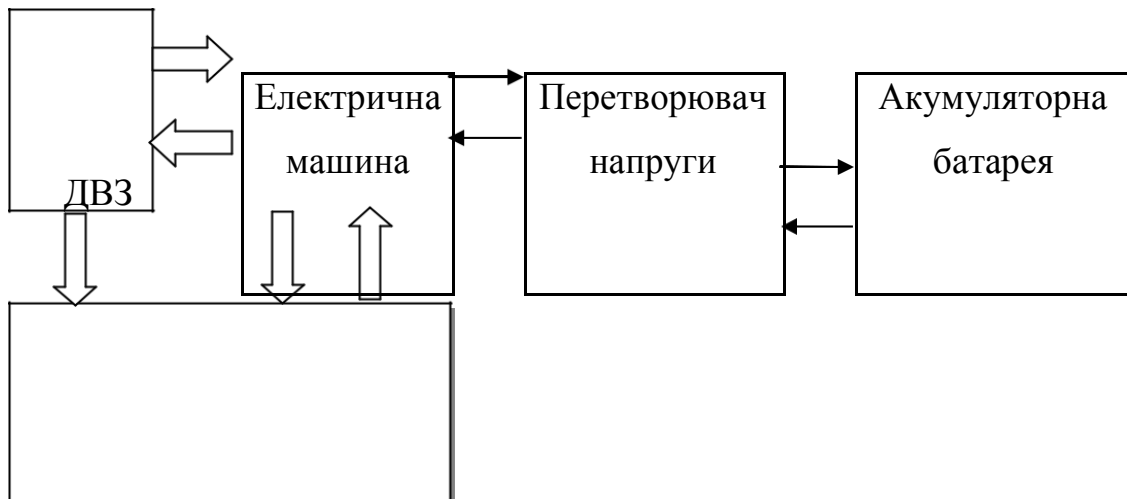 ДВЗ
Електрична
машина
Перетворювач
напруги
Акумуляторна
батарея